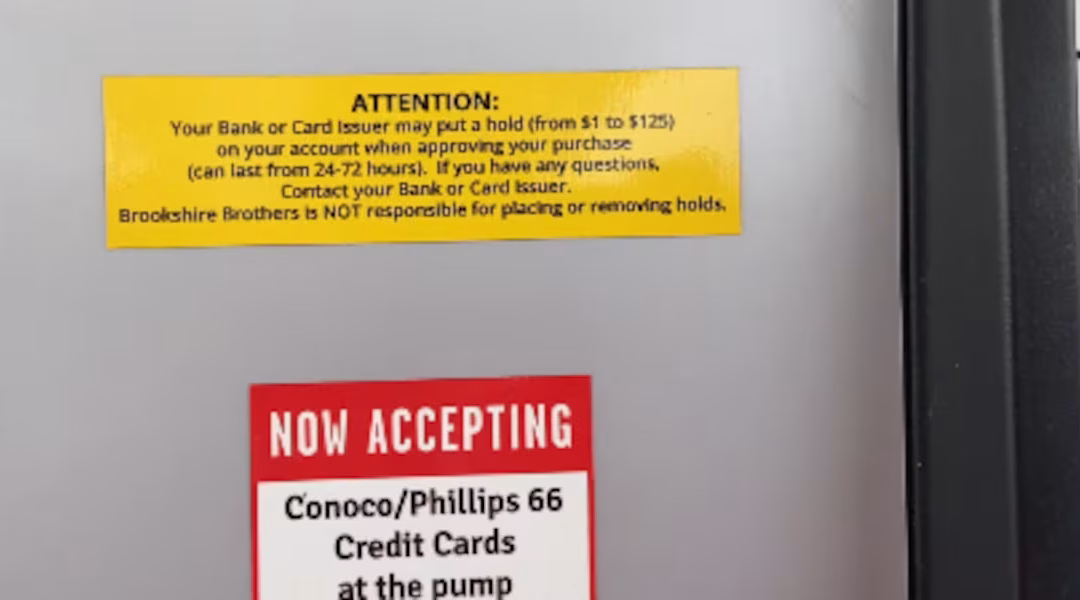 ATTENTION:
Your Bank or Card Issuer may put a hold (from $1 to $125)
on your account when approving your purchase
(can last from 24-72 hours). If you have any questions,
Contact your Bank or Card Issuer.
Brookshire Brothers is NOT responsible for placing or removing holds.
NOW ACCEPTING
Conoco/Phillips 66
Credit Cards
at the pump